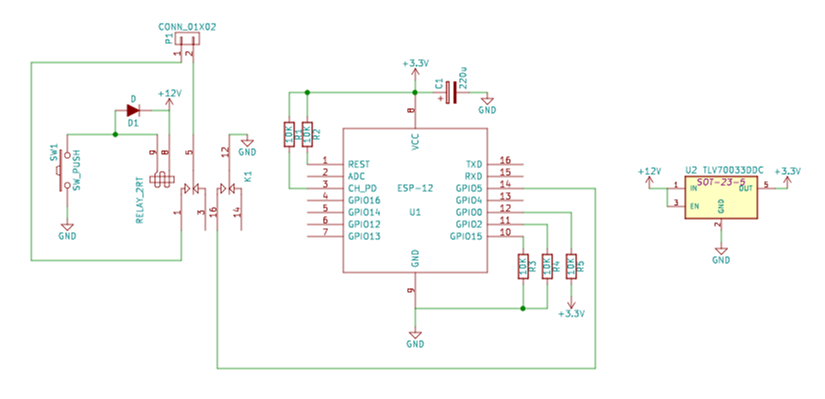 CONN_01X02
P1
1
2
D
D1
+12V
SW1
SW_PUSH
GND
9
8
5
12
GND
RELAY_2RT
K1
1
3
16
14
+3.3V
C1
220u
+
GND
10K
R1
10K
R2
8
VCC
1 REST
2 ADC
3 CH_PD
4 GPIO16
5 GPIO14
6 GPIO12
7 GPIO13
ESP-12
U1
TXD 16
RXD 15
GPIO5 14
GPIO4 13
GPIO0 12
GPIO2 11
GPIO15 10
GND
9
GND
10K
R3
10K
R4
10K
R5
+3.3V
U2 TLV70033DDC
SOT-23-5
+12V
1 IN
3 EN
OUT 5
+3.3V
GND
2
GND